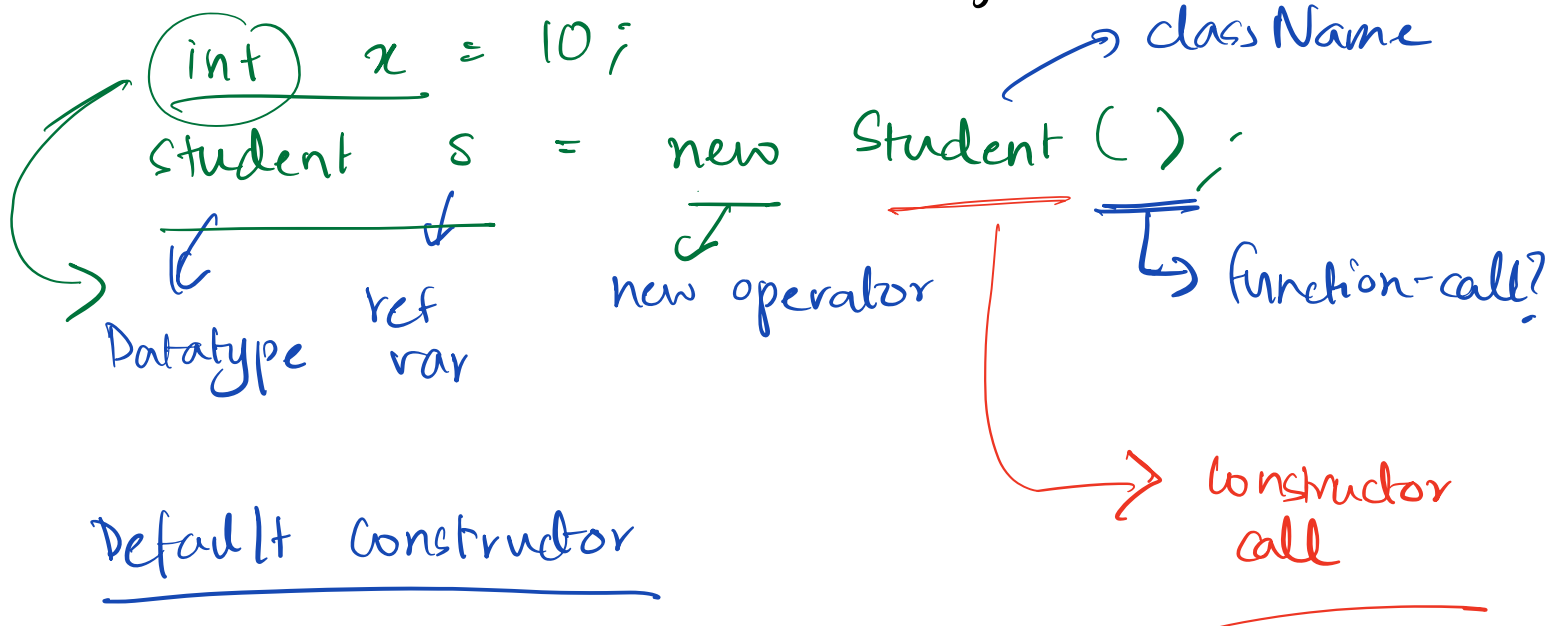 int x = 10;
className
student s = new Student ( ) ;
function-call?
new operator
ref
var
Datatype
constructor
call
Default constructor